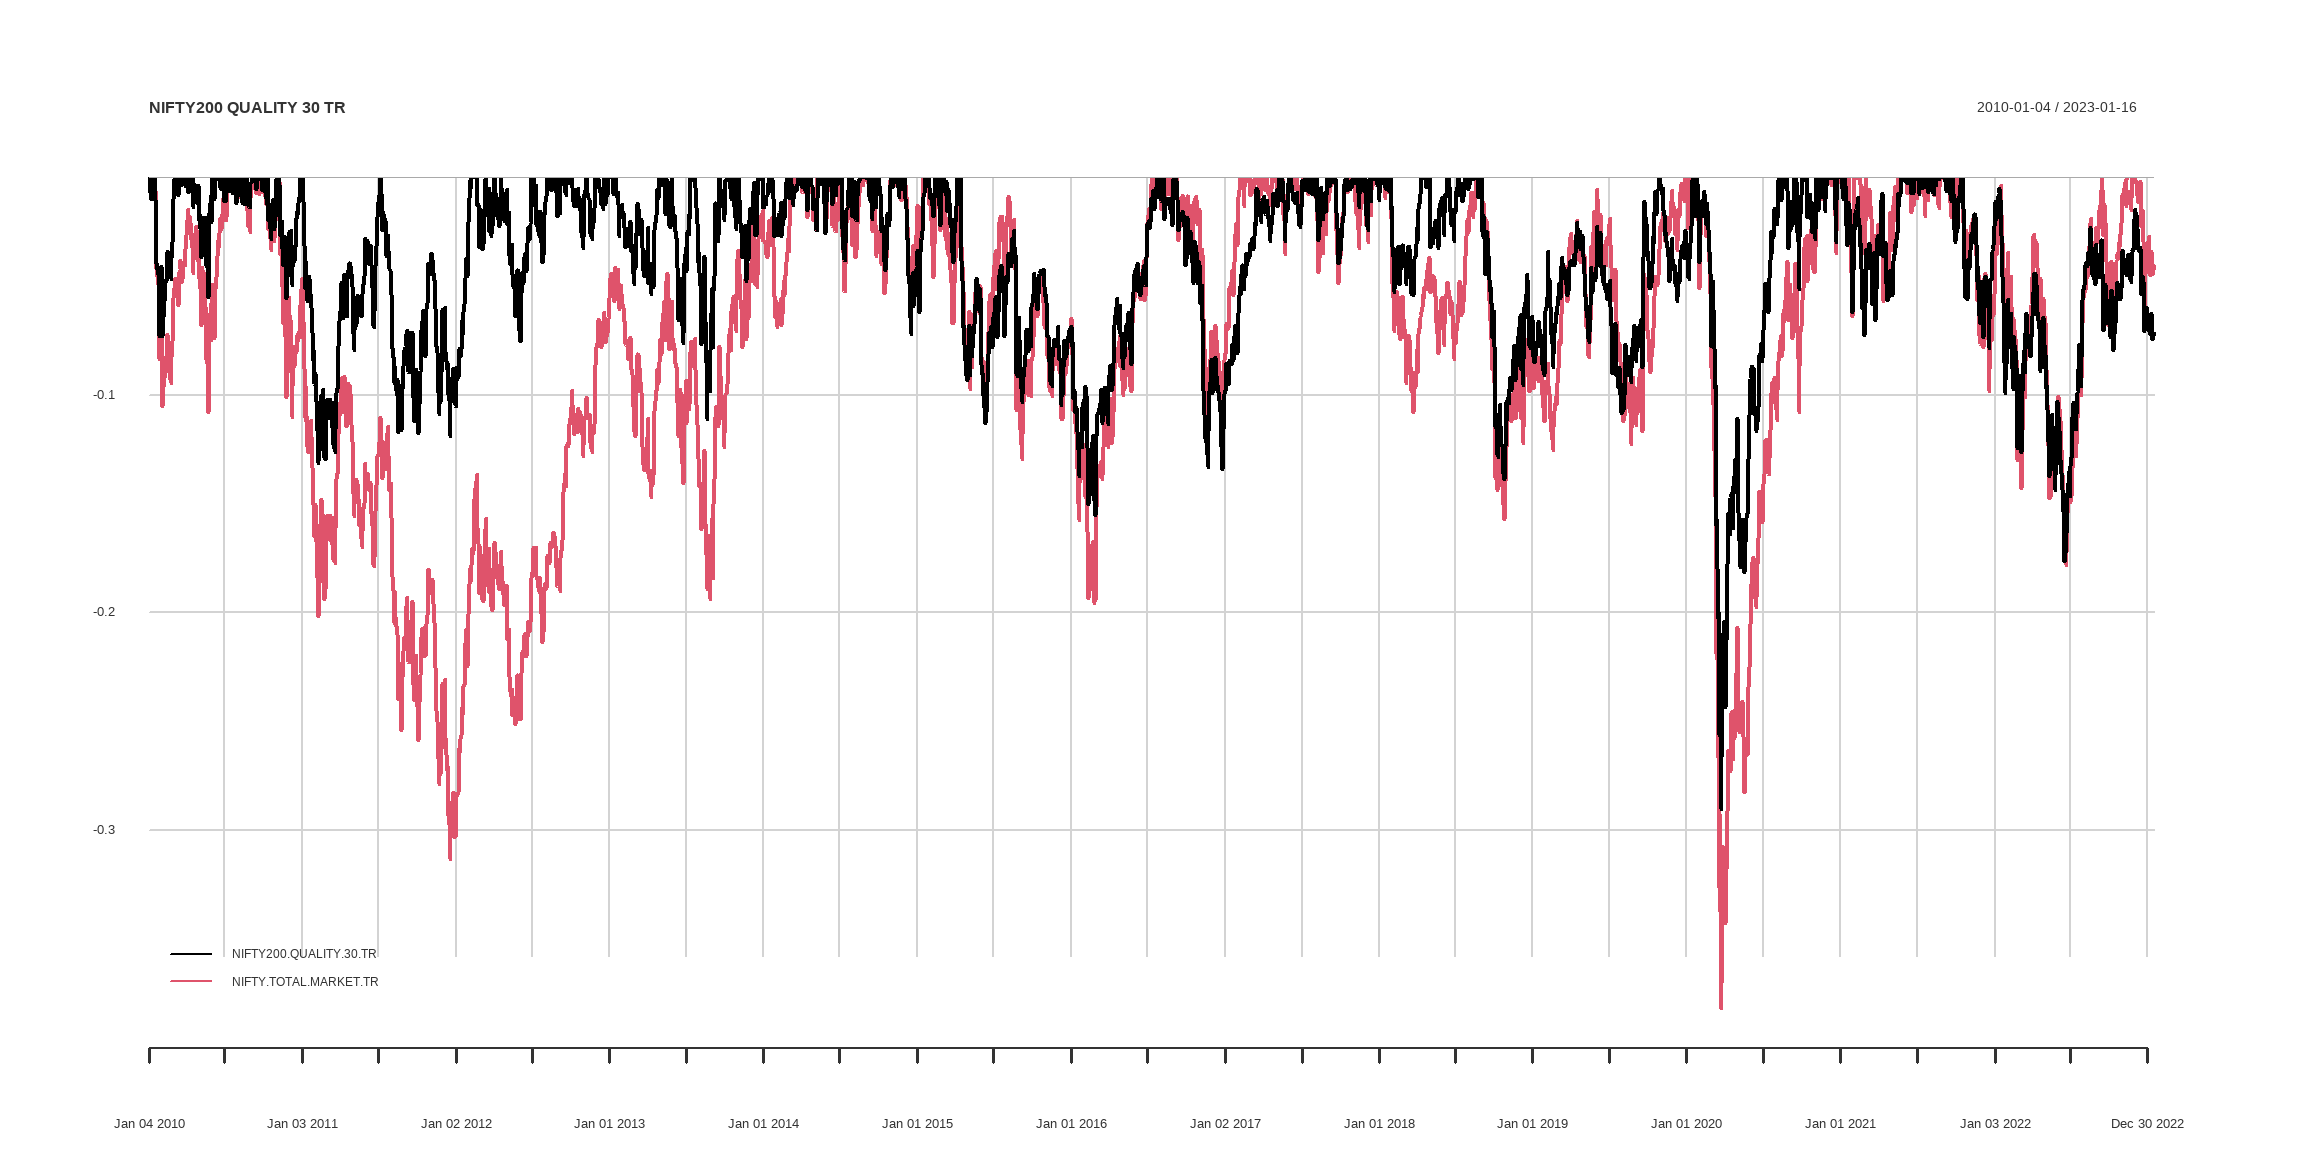 NIFTY200 QUALITY 30 TR
2010-01-04 / 2023-01-16
-0.1
-0.2
-0.3
NIFTY200.QUALITY.30.TR
NIFTY.TOTAL.MARKET.TR
Jan 04 2010 Jan 03 2011 Jan 02 2012 Jan 01 2013 Jan 01 2014 Jan 01 2015 Jan 01 2016 Jan 02 2017 Jan 01 2018 Jan 01 2019 Jan 01 2020 Jan 01 2021 Jan 03 2022 Dec 30 2022